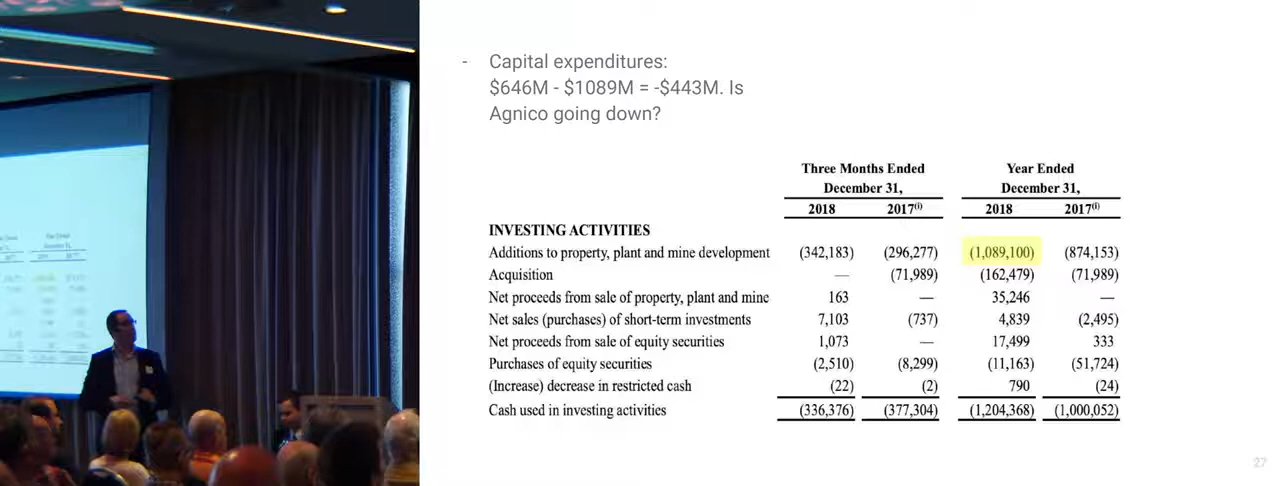 - Capital expenditures:
$646M - $1089M = -$443M. Is
Agnico going down?
Three Months Ended Year Ended
December 31, December 31,
2018 2017(i) 2018 2017(i)
INVESTING ACTIVITIES
Additions to property, plant and mine development (342,183) (296,277) (1,089,100) (874,153)
Acquisition — (71,989) (162,479) (71,989)
Net proceeds from sale of property, plant and mine 163 — 35,246 —
Net sales (purchases) of short-term investments 7,103 (737) 4,839 (2,495)
Net proceeds from sale of equity securities 1,073 — 17,499 333
Purchases of equity securities (2,510) (8,299) (11,163) (51,724)
(Increase) decrease in restricted cash (22) (2) 790 (24)
Cash used in investing activities (336,376) (377,304) (1,204,368) (1,000,052)
27